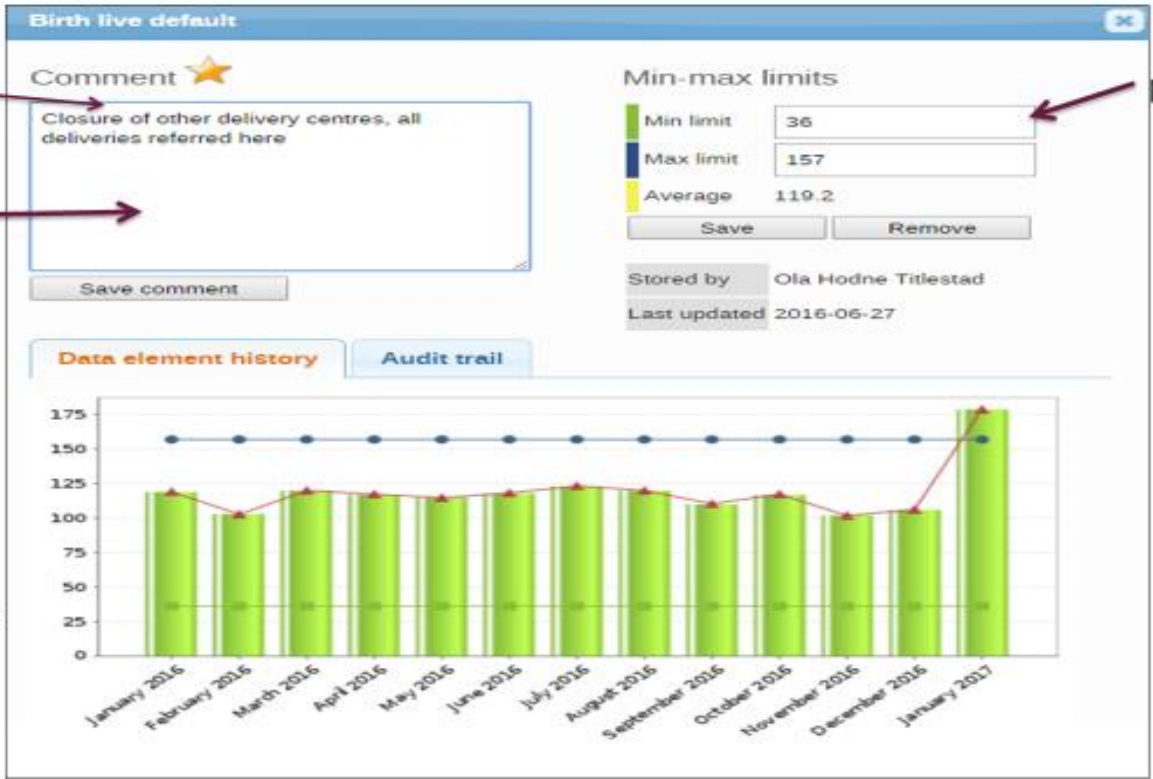 Birth live default
Comment
Closure of other delivery centres, all
deliveries referred here
Save comment
Min-max limits
Min limit 36
Max limit 157
Average 119.2
Save Remove
Stored by Ola Hodne Titlestad
Last updated 2016-06-27
Data element history Audit trail
175
150
125
100
75
50
25
0
January 2016 February 2016 March 2016 April 2016 May 2016 June 2016 July 2016 August 2016 September 2016 October 2016 November 2016 December 2016 January 2017